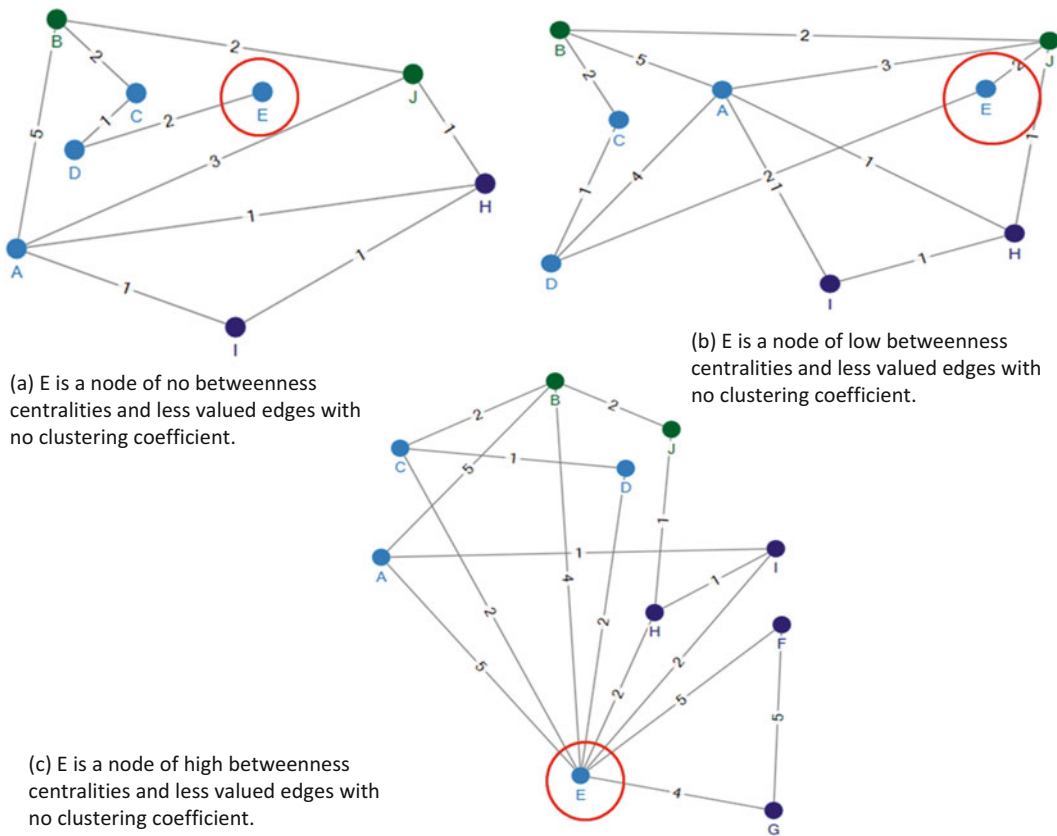 B
2
2
J
C
E
5
1
2
D
3
1
H
1
A
1
1
I
(a) E is a node of no betweenness
centralities and less valued edges with
no clustering coefficient.
B
2
J
5
3
2
2
E
A
C
1
1
4
2
1
1
D
H
1
I
(b) E is a node of low betweenness
centralities and less valued edges with
no clustering coefficient.
B
2
2
J
C
5
1
D
1
A
1
I
4
1
2
2
H
F
5
2
2
5
5
E
4
G
(c) E is a node of high betweenness
centralities and less valued edges with
no clustering coefficient.